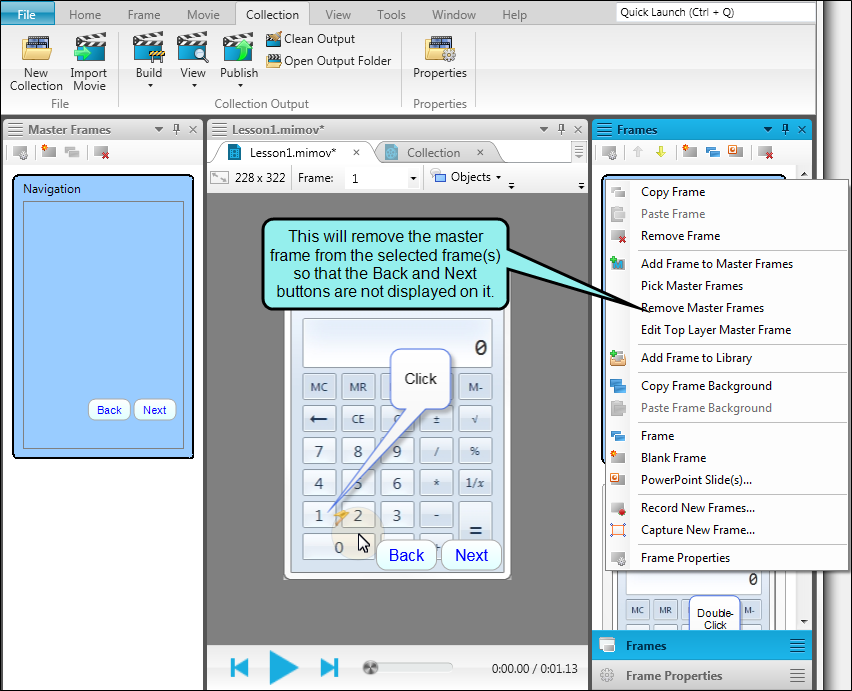 File Home Frame Movie Collection View Tools Window Help Quick Launch (Ctrl + Q)
New Collection
Import Movie
Build
View
Publish
Clean Output
Open Output Folder
Properties
File
Collection Output
Properties
Master Frames
Navigation
Back Next
Lesson1.mimov*
Lesson1.mimov* Collection
228 x 322 Frame: 1 Objects
This will remove the master
frame from the selected frame(s)
so that the Back and Next
buttons are not displayed on it.
0
Click
MC MR M-
← CE ± √
7 8 9 / %
4 5 6 * 1/x
1 2 3 - =
0
Back Next
0:00.00 / 0:01.13
Frames
Copy Frame
Paste Frame
Remove Frame
Add Frame to Master Frames
Pick Master Frames
Remove Master Frames
Edit Top Layer Master Frame
Add Frame to Library
Copy Frame Background
Paste Frame Background
Frame
Blank Frame
PowerPoint Slide(s)...
Record New Frames...
Capture New Frame...
Frame Properties
0
MC MR M-
Double-
Click
Frames
Frame Properties